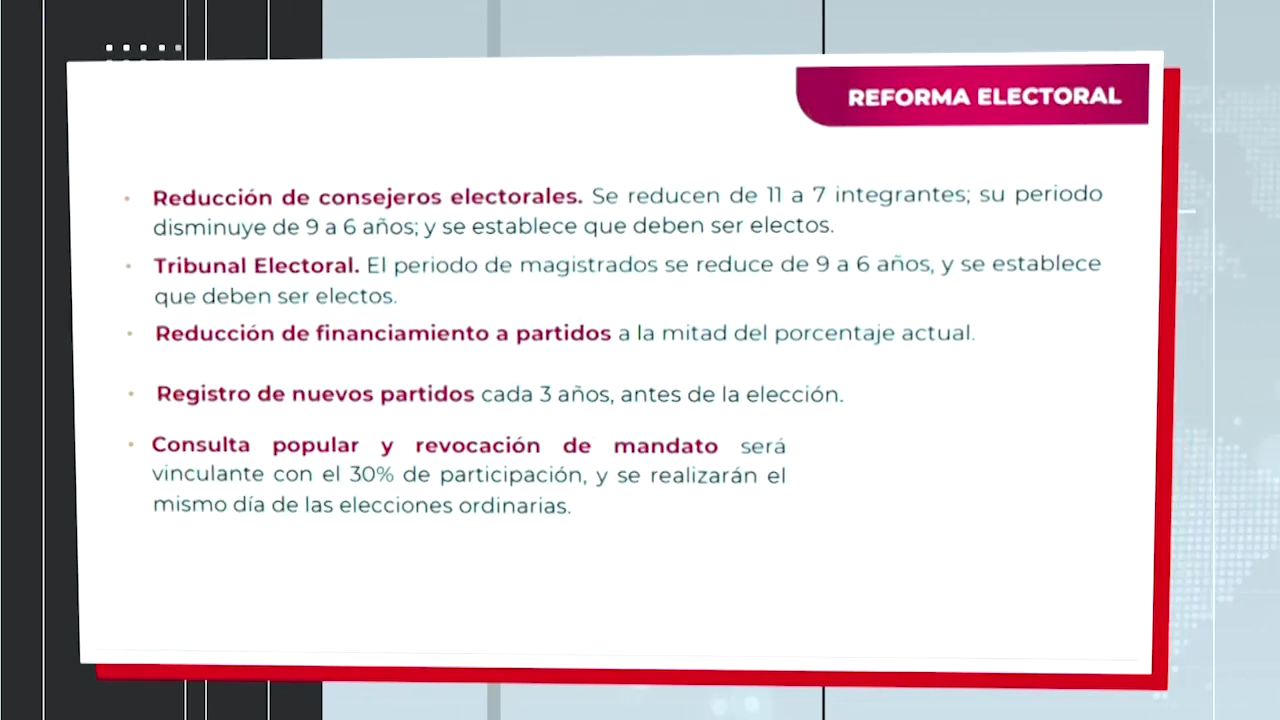 REFORMA ELECTORAL
• Reducción de consejeros electorales. Se reducen de 11 a 7 integrantes; su periodo
disminuye de 9 a 6 años; y se establece que deben ser electos.
• Tribunal Electoral. El periodo de magistrados se reduce de 9 a 6 años, y se establece
que deben ser electos.
• Reducción de financiamiento a partidos a la mitad del porcentaje actual.
• Registro de nuevos partidos cada 3 años, antes de la elección.
• Consulta popular y revocación de mandato será
vinculante con el 30% de participación, y se realizarán el
mismo día de las elecciones ordinarias.